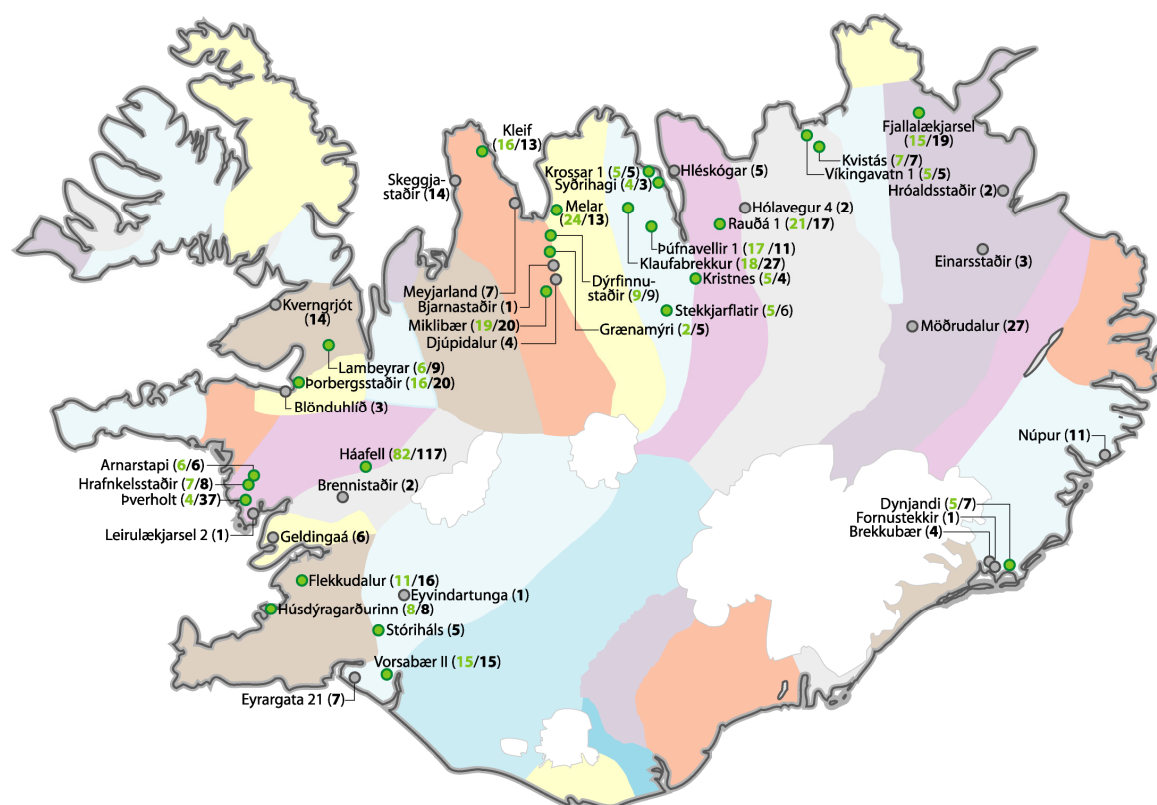 Kleif
(16/13)
Skeggja-
staðir (14)
Krossar 1 (5/5)
Syðrihagi (4/3)
Melar
(24/13)
Hléskógar (5)
Hólavegur 4 (2)
Rauðá 1 (21/17)
Fjallalækjarsel
(15/19)
Kvistás (7/7)
Víkingavatn 1 (5/5)
Hróaldsstaðir (2)
Einarsstaðir (3)
Möðrudalur (27)
Þúfnavellir 1 (17/11)
Klaufabrekkur (18/27)
Kristnes (5/4)
Dýrfinnu-
staðir (9/9)
Stekkjarflatir (5/6)
Grænamýri (2/5)
Meyjarland (7)
Bjarnastaðir (1)
Miklibær (19/20)
Djúpidalur (4)
Kverngrjót
(14)
Lambeyrar (6/9)
Þorbergsstaðir (16/20)
Blönduhlíð (3)
Háafell (82/117)
Brennistaðir (2)
Arnarstapi (6/6)
Hrafnkelsstaðir (7/8)
Þverholt (4/37)
Leirulækjarsel 2 (1)
Geldingaá (6)
Flekkudalur (11/16)
Eyvindartunga (1)
Húsdýragarðurinn (8/8)
Stóriháls (5)
Vorsabær II (15/15)
Eyrargata 21 (7)
Núpur (11)
Dynjandi (5/7)
Fornustekkir (1)
Brekkubær (4)